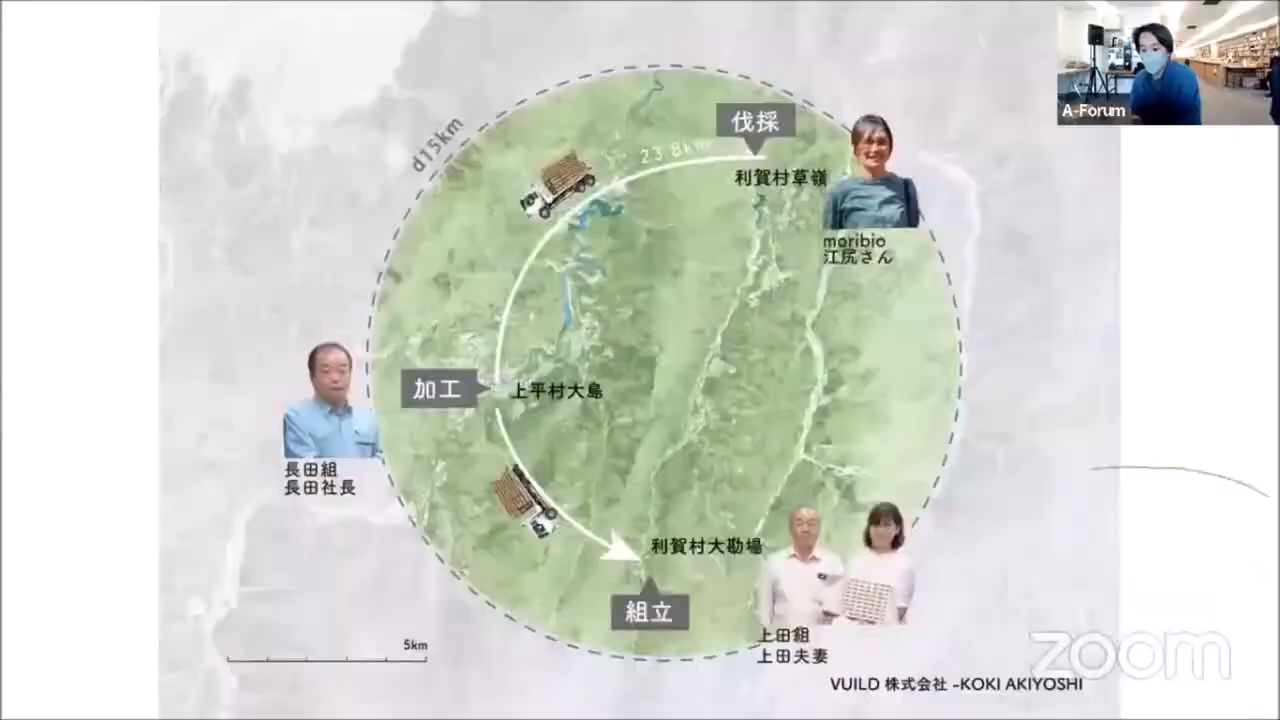 A-Forum
d15km
伐採
23.8km
利賀村草嶺
moribio
江尻さん
加工
上平村大島
長田組
長田社長
利賀村大勘場
組立
上田組
上田夫妻
5km
zoom
VUILD 株式会社 -KOKI AKIYOSHI